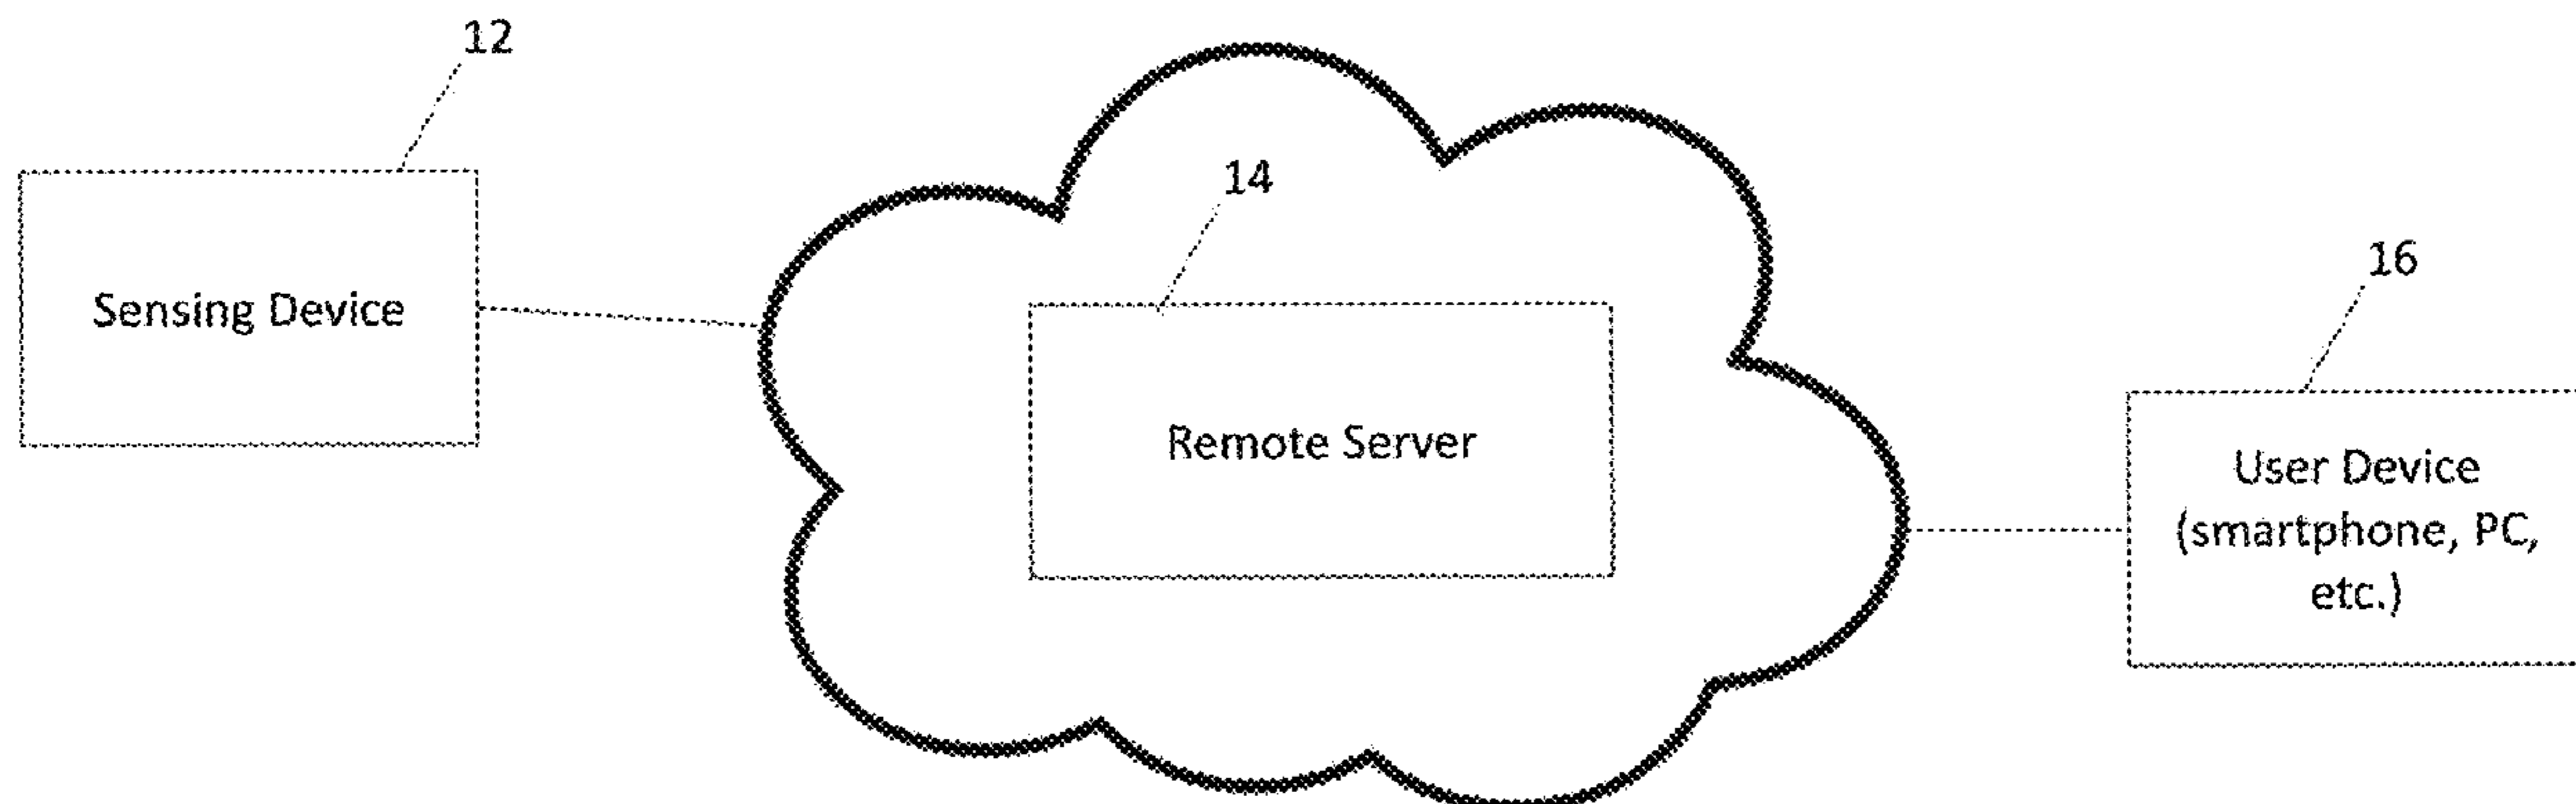 12
14
16
Sensing Device
Remote Server
User Device
(smartphone, PC,
etc.)